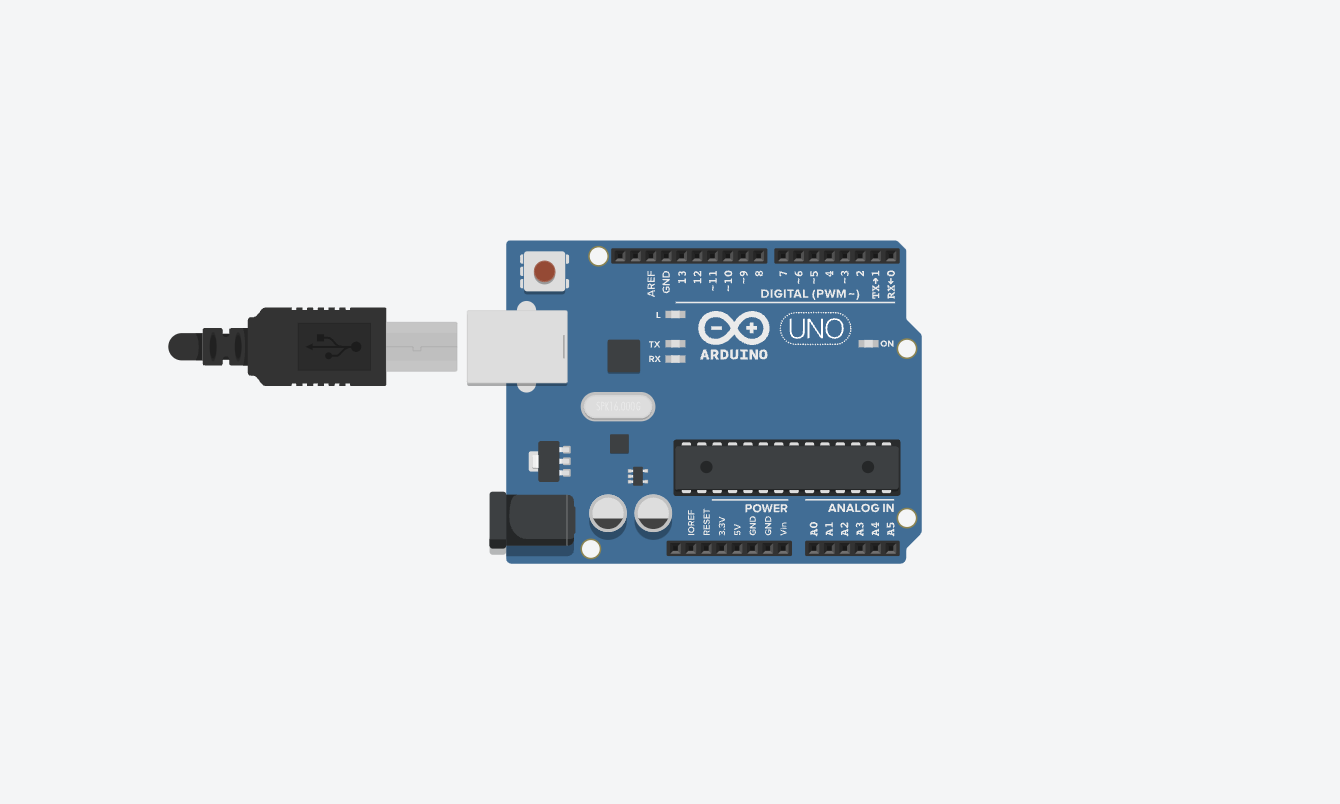 AREF
GND
13
12
~11
~10
~9
8
7
~6
~5
4
~3
2
TX→1
RX←0
DIGITAL (PWM~)
L
TX
RX
ARDUINO
UNO
ON
IOREF
RESET
3.3V
5V
GND
GND
Vin
POWER
ANALOG IN
A0
A1
A2
A3
A4
A5